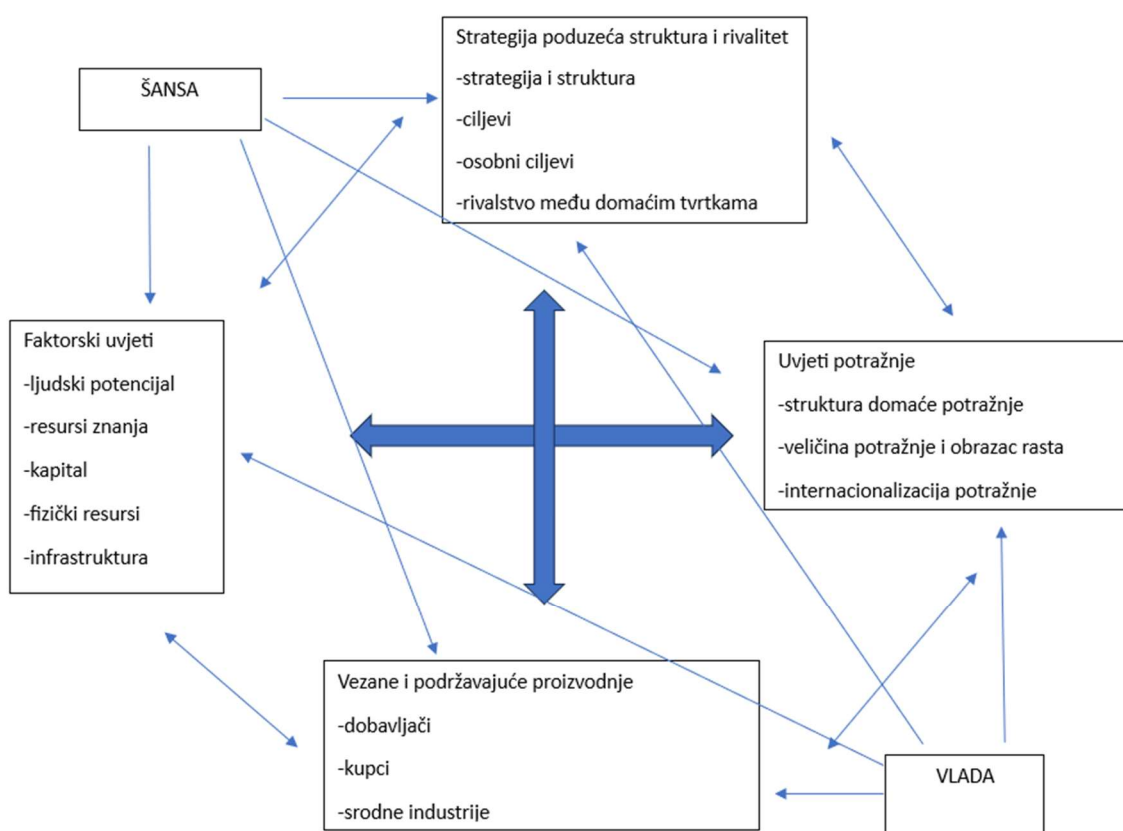 Strategija poduzeća struktura i rivalitet
-strategija i struktura
-ciljevi
-osobni ciljevi
-rivalstvo među domaćim tvrtkama
ŠANSA
Faktorski uvjeti
-ljudski potencijal
-resursi znanja
-kapital
-fizički resursi
-infrastruktura
Uvjeti potražnje
-struktura domaće potražnje
-veličina potražnje i obrazac rasta
-internacionalizacija potražnje
Vezane i podržavajuće proizvodnje
-dobavljači
-kupci
-srodne industrije
VLADA